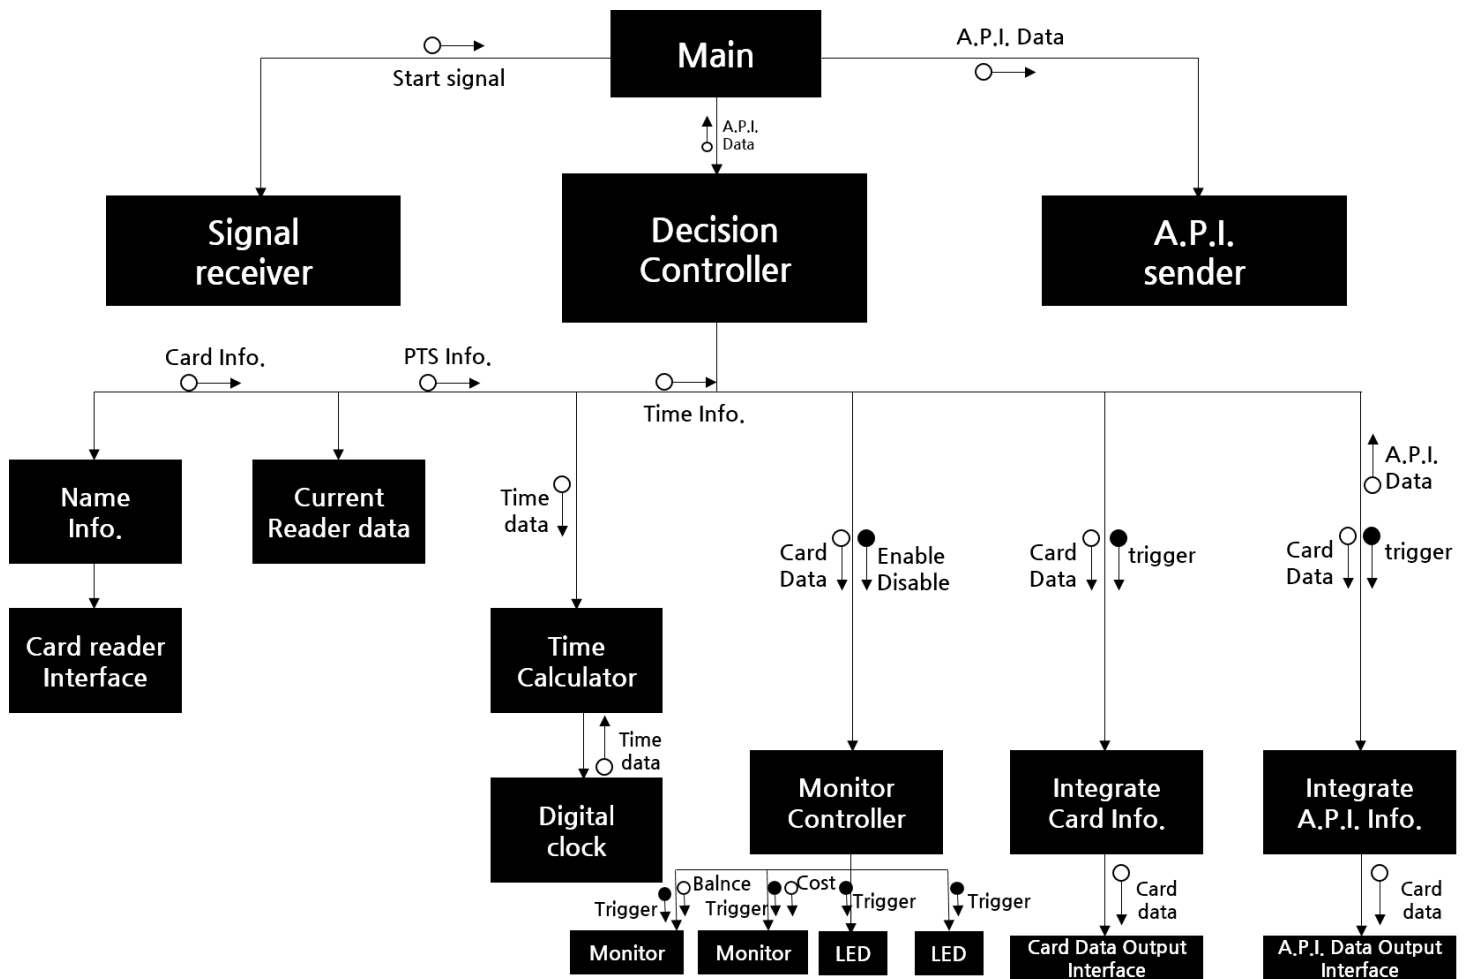 Main
Start signal
A.P.I. Data
A.P.I.
Data
Signal
receiver
Decision
Controller
A.P.I.
sender
Card Info.
PTS Info.
Time Info.
Name
Info.
Current
Reader data
Time
data
A.P.I.
Data
Card
Data
Enable
Disable
Card
Data
trigger
Card
Data
trigger
Card reader
Interface
Time
Calculator
Time
data
Digital
clock
Monitor
Controller
Integrate
Card Info.
Integrate
A.P.I. Info.
Trigger
Balnce
Trigger
Cost
Trigger
Trigger
Card
data
Card
data
Monitor
Monitor
LED
LED
Card Data Output
Interface
A.P.I. Data Output
Interface